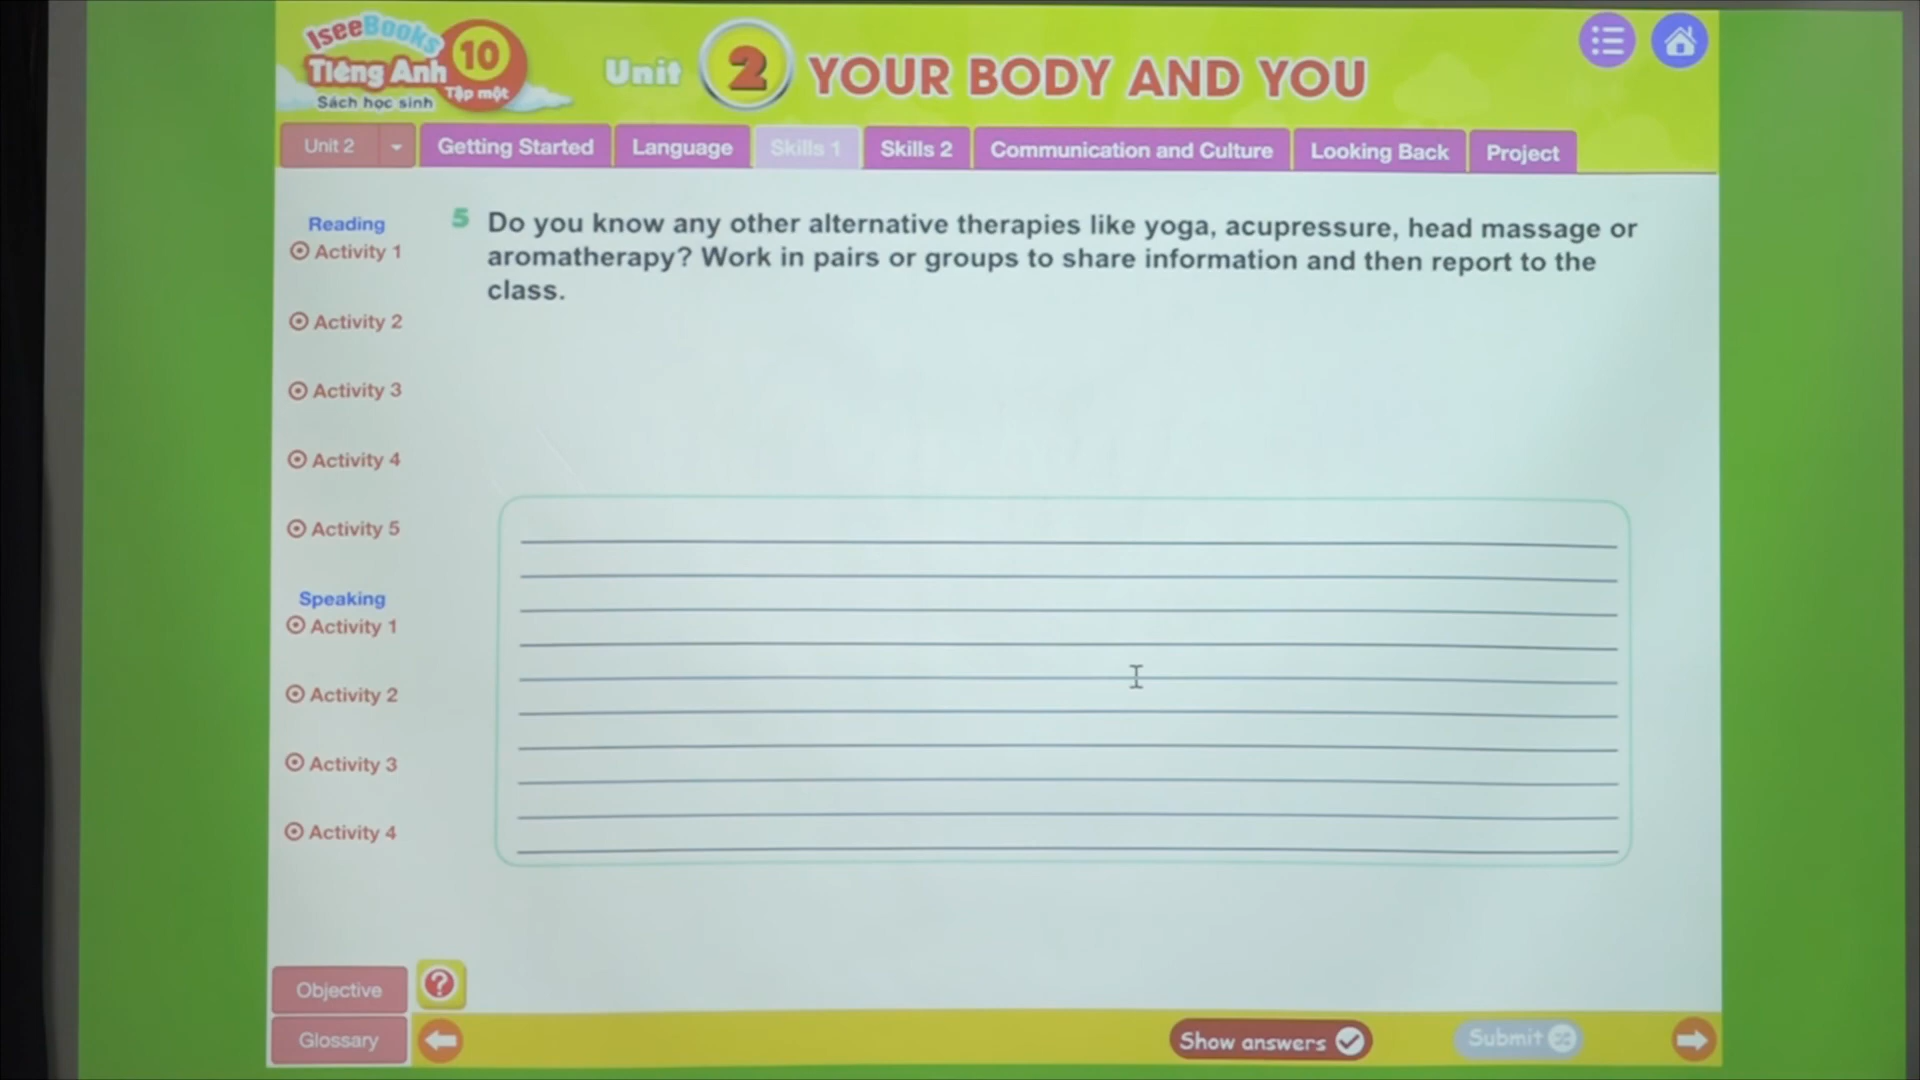 IseeBooks
Tiếng Anh 10
Tập một
Sách học sinh
Unit 2 YOUR BODY AND YOU
Unit 2
Getting Started
Language
Skills 1
Skills 2
Communication and Culture
Looking Back
Project
Reading
Activity 1
Activity 2
Activity 3
Activity 4
Activity 5
Speaking
Activity 1
Activity 2
Activity 3
Activity 4
5 Do you know any other alternative therapies like yoga, acupressure, head massage or
aromatherapy? Work in pairs or groups to share information and then report to the
class.
Objective
?
Glossary
Show answers
Submit